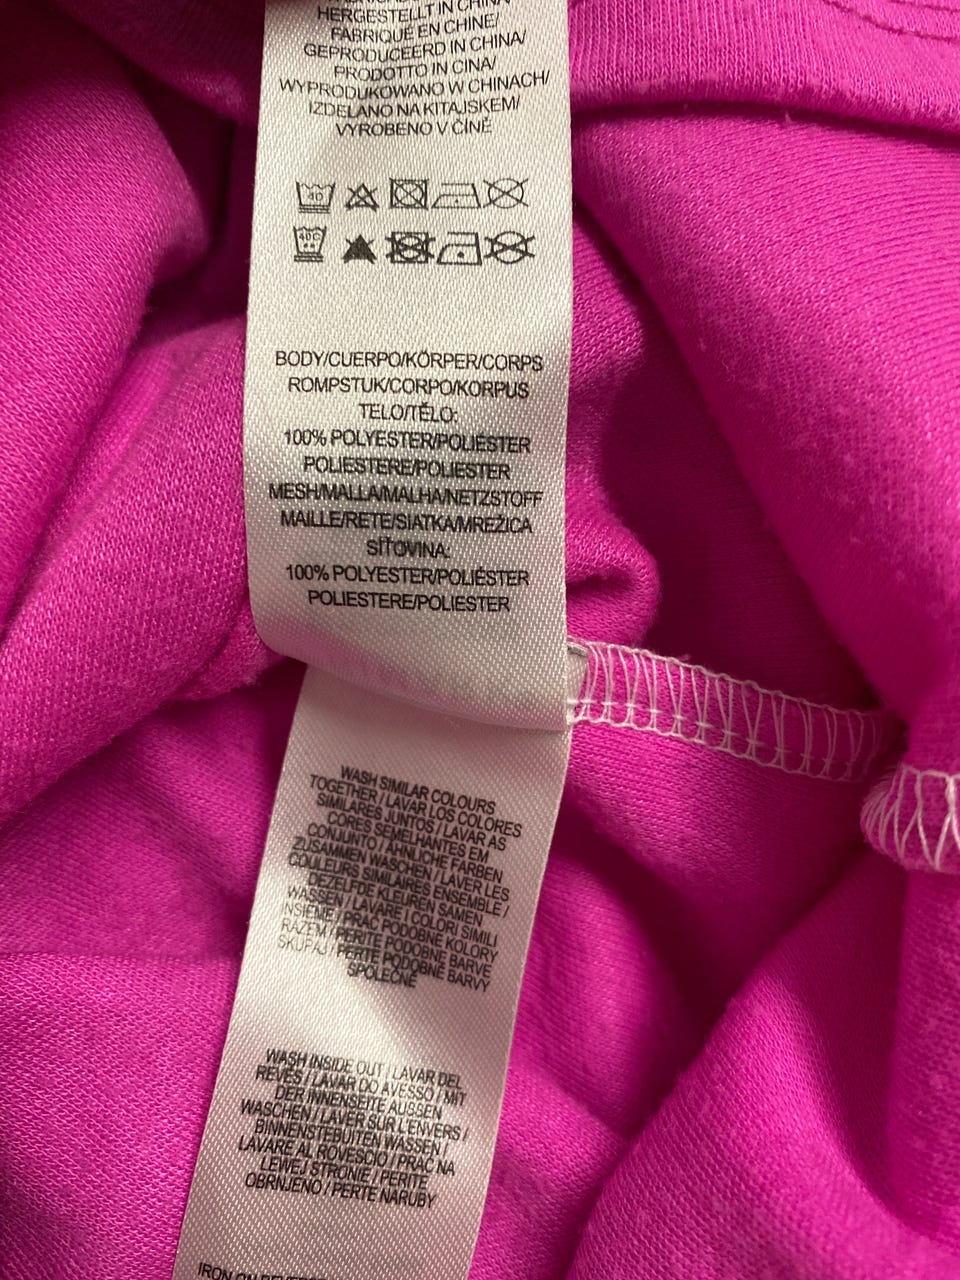 HERGESTELLT IN CHINA/
FABRIQUÉ EN CHINE/
GEPRODUCEERD IN CHINA/
PRODOTTO IN CINA/
WYPRODUKOWANO W CHINACH/
IZDELANO NA KITAJSKEM/
VYROBENO V ČÍNĚ
40
40C
BODY/CUERPO/KÖRPER/CORPS
ROMPSTUK/CORPO/KORPUS
TELO/TĚLO:
100% POLYESTER/POLIÉSTER
POLIESTERE/POLIESTER
MESH/MALLA/MALHA/NETZSTOFF
MAILLE/RETE/SIATKA/MREŽICA
SÍŤOVINA:
100% POLYESTER/POLIÉSTER
POLIESTERE/POLIESTER
WASH SIMILAR COLOURS
TOGETHER / LAVAR LOS COLORES
SIMILARES JUNTOS / LAVAR AS
CORES SEMELHANTES EM
CONJUNTO / ÄHNLICHE FARBEN
ZUSAMMEN WASCHEN / LAVER LES
COULEURS SIMILAIRES ENSEMBLE /
DEZELFDE KLEUREN SAMEN
WASSEN / LAVARE I COLORI SIMILI
INSIEME / PRAĆ PODOBNE KOLORY
RAZEM / PERITE PODOBNE BARVE
SKUPAJ / PERTE PODOBNÉ BARVY
SPOLEČNĚ
WASH INSIDE OUT / LAVAR DEL
REVÉS / LAVAR DO AVESSO / MIT
DER INNENSEITE AUSSEN
WASCHEN / LAVER SUR L'ENVERS /
BINNENSTEBUITEN WASSEN /
LAVARE AL ROVESCIO / PRAĆ NA
LEWEJ STRONIE / PERITE
OBRNJENO / PERTE NARUBY
IRON ON